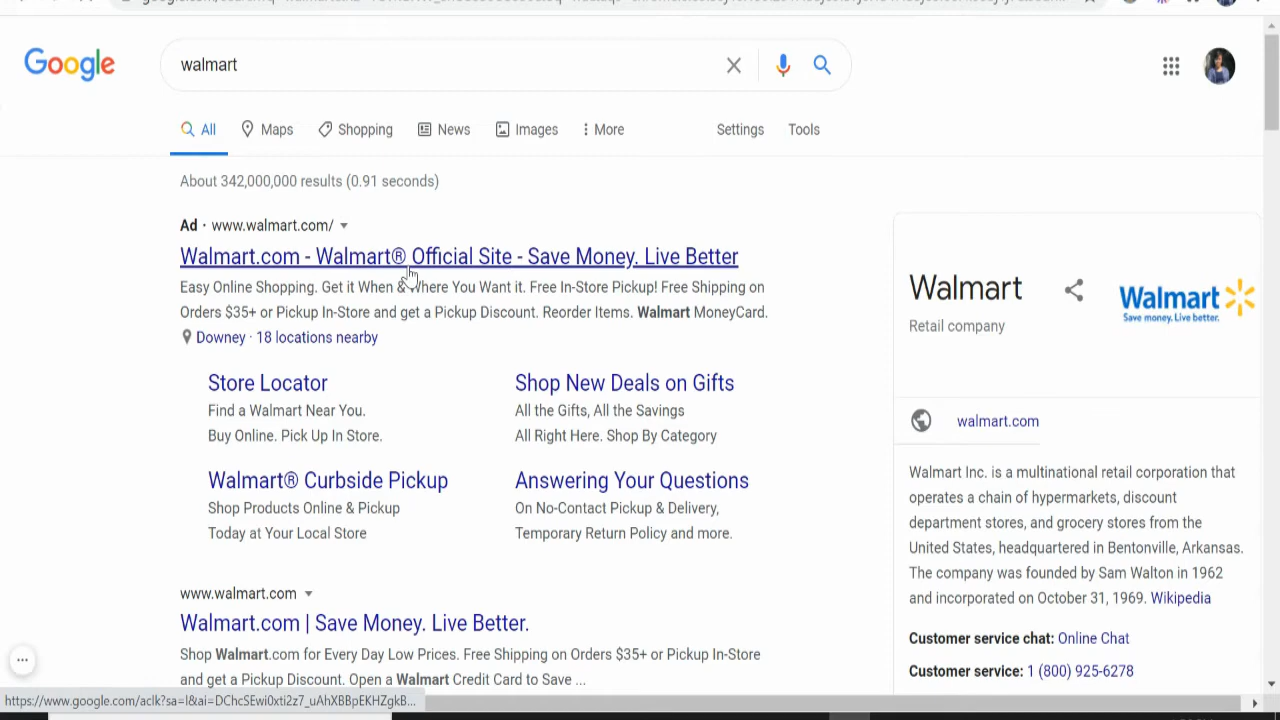 Google
walmart
All Maps Shopping News Images More Settings Tools
About 342,000,000 results (0.91 seconds)
Ad · www.walmart.com/
Walmart.com - Walmart® Official Site - Save Money. Live Better
Easy Online Shopping. Get it When & Where You Want it. Free In-Store Pickup! Free Shipping on
Orders $35+ or Pickup In-Store and get a Pickup Discount. Reorder Items. Walmart MoneyCard.
Downey · 18 locations nearby
Store Locator
Find a Walmart Near You.
Buy Online. Pick Up In Store.
Shop New Deals on Gifts
All the Gifts, All the Savings
All Right Here. Shop By Category
Walmart® Curbside Pickup
Shop Products Online & Pickup
Today at Your Local Store
Answering Your Questions
On No-Contact Pickup & Delivery,
Temporary Return Policy and more.
www.walmart.com
Walmart.com | Save Money. Live Better.
Shop Walmart.com for Every Day Low Prices. Free Shipping on Orders $35+ or Pickup In-Store
and get a Pickup Discount. Open a Walmart Credit Card to Save ...
Walmart
Retail company
Walmart
Save money. Live better.
walmart.com
Walmart Inc. is a multinational retail corporation that
operates a chain of hypermarkets, discount
department stores, and grocery stores from the
United States, headquartered in Bentonville, Arkansas.
The company was founded by Sam Walton in 1962
and incorporated on October 31, 1969. Wikipedia
Customer service chat: Online Chat
Customer service: 1 (800) 925-6278
https://www.google.com/aclk?sa=l&ai=DChcSEwi0xti2z7_uAhXBBpEKHZgkB...